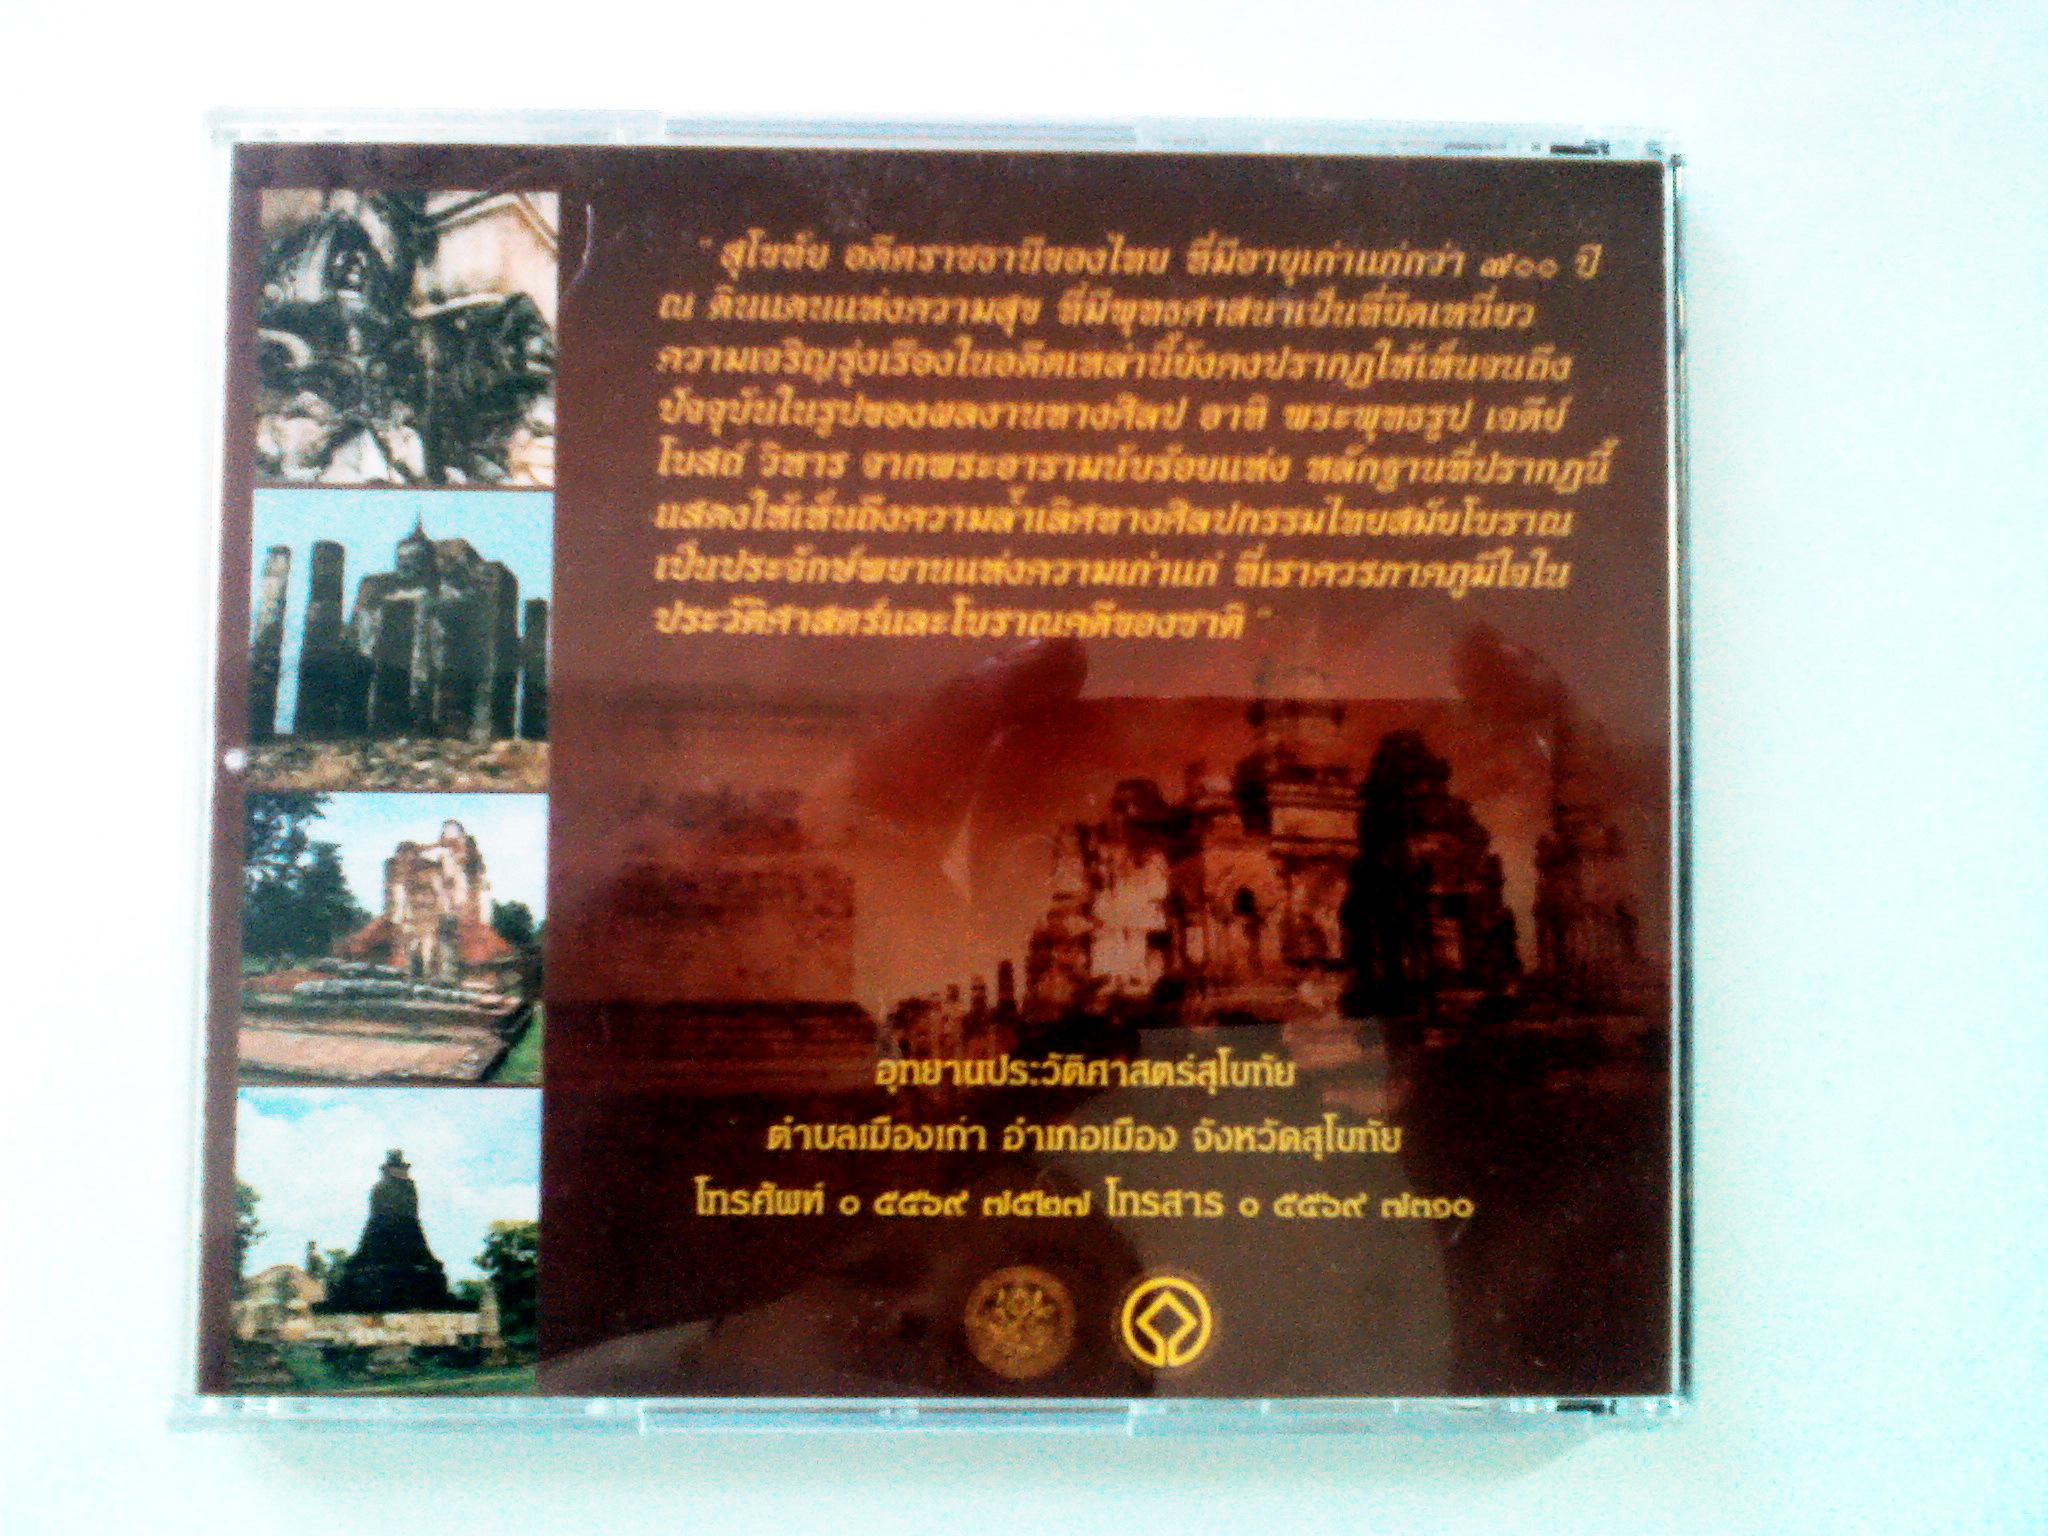 " สุโขทัย อดีตราชธานีของไทย ที่มีอายุเก่าแก่กว่า ๗๐๐ ปี
ณ ดินแดนแห่งความสุข ที่มีพุทธศาสนาเป็นที่ยึดเหนี่ยว
ความเจริญรุ่งเรืองในอดีตเหล่านี้ยังคงปรากฏให้เห็นจนถึง
ปัจจุบันในรูปของผลงานทางศิลป อาทิ พระพุทธรูป เจดีย์
โบสถ์ วิหาร จากพระอารามนับร้อยแห่ง หลักฐานที่ปรากฏนี้
แสดงให้เห็นถึงความล้ำเลิศทางศิลปกรรมไทยสมัยโบราณ
เป็นประจักษ์พยานแห่งความเก่าแก่ ที่เราควรภาคภูมิใจใน
ประวัติศาสตร์และโบราณคดีของชาติ "
อุทยานประวัติศาสตร์สุโขทัย
ตำบลเมืองเก่า อำเภอเมือง จังหวัดสุโขทัย
โทรศัพท์ ๐ ๕๕๖๙ ๗๕๒๗ โทรสาร ๐ ๕๕๖๙ ๗๓๑๐